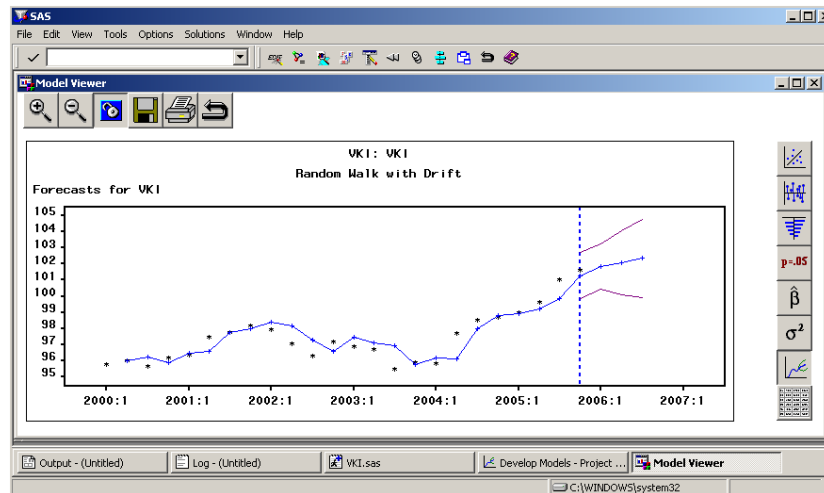 SAS
File Edit View Tools Options Solutions Window Help
Model Viewer
VKI: VKI
Random Walk with Drift
Forecasts for VKI
105
104
103
102
101
100
99
98
97
96
95
2000:1 2001:1 2002:1 2003:1 2004:1 2005:1 2006:1 2007:1
p=.05
β̂
σ²
Output - (Untitled) Log - (Untitled) VKI.sas Develop Models - Project ... Model Viewer
C:\WINDOWS\system32